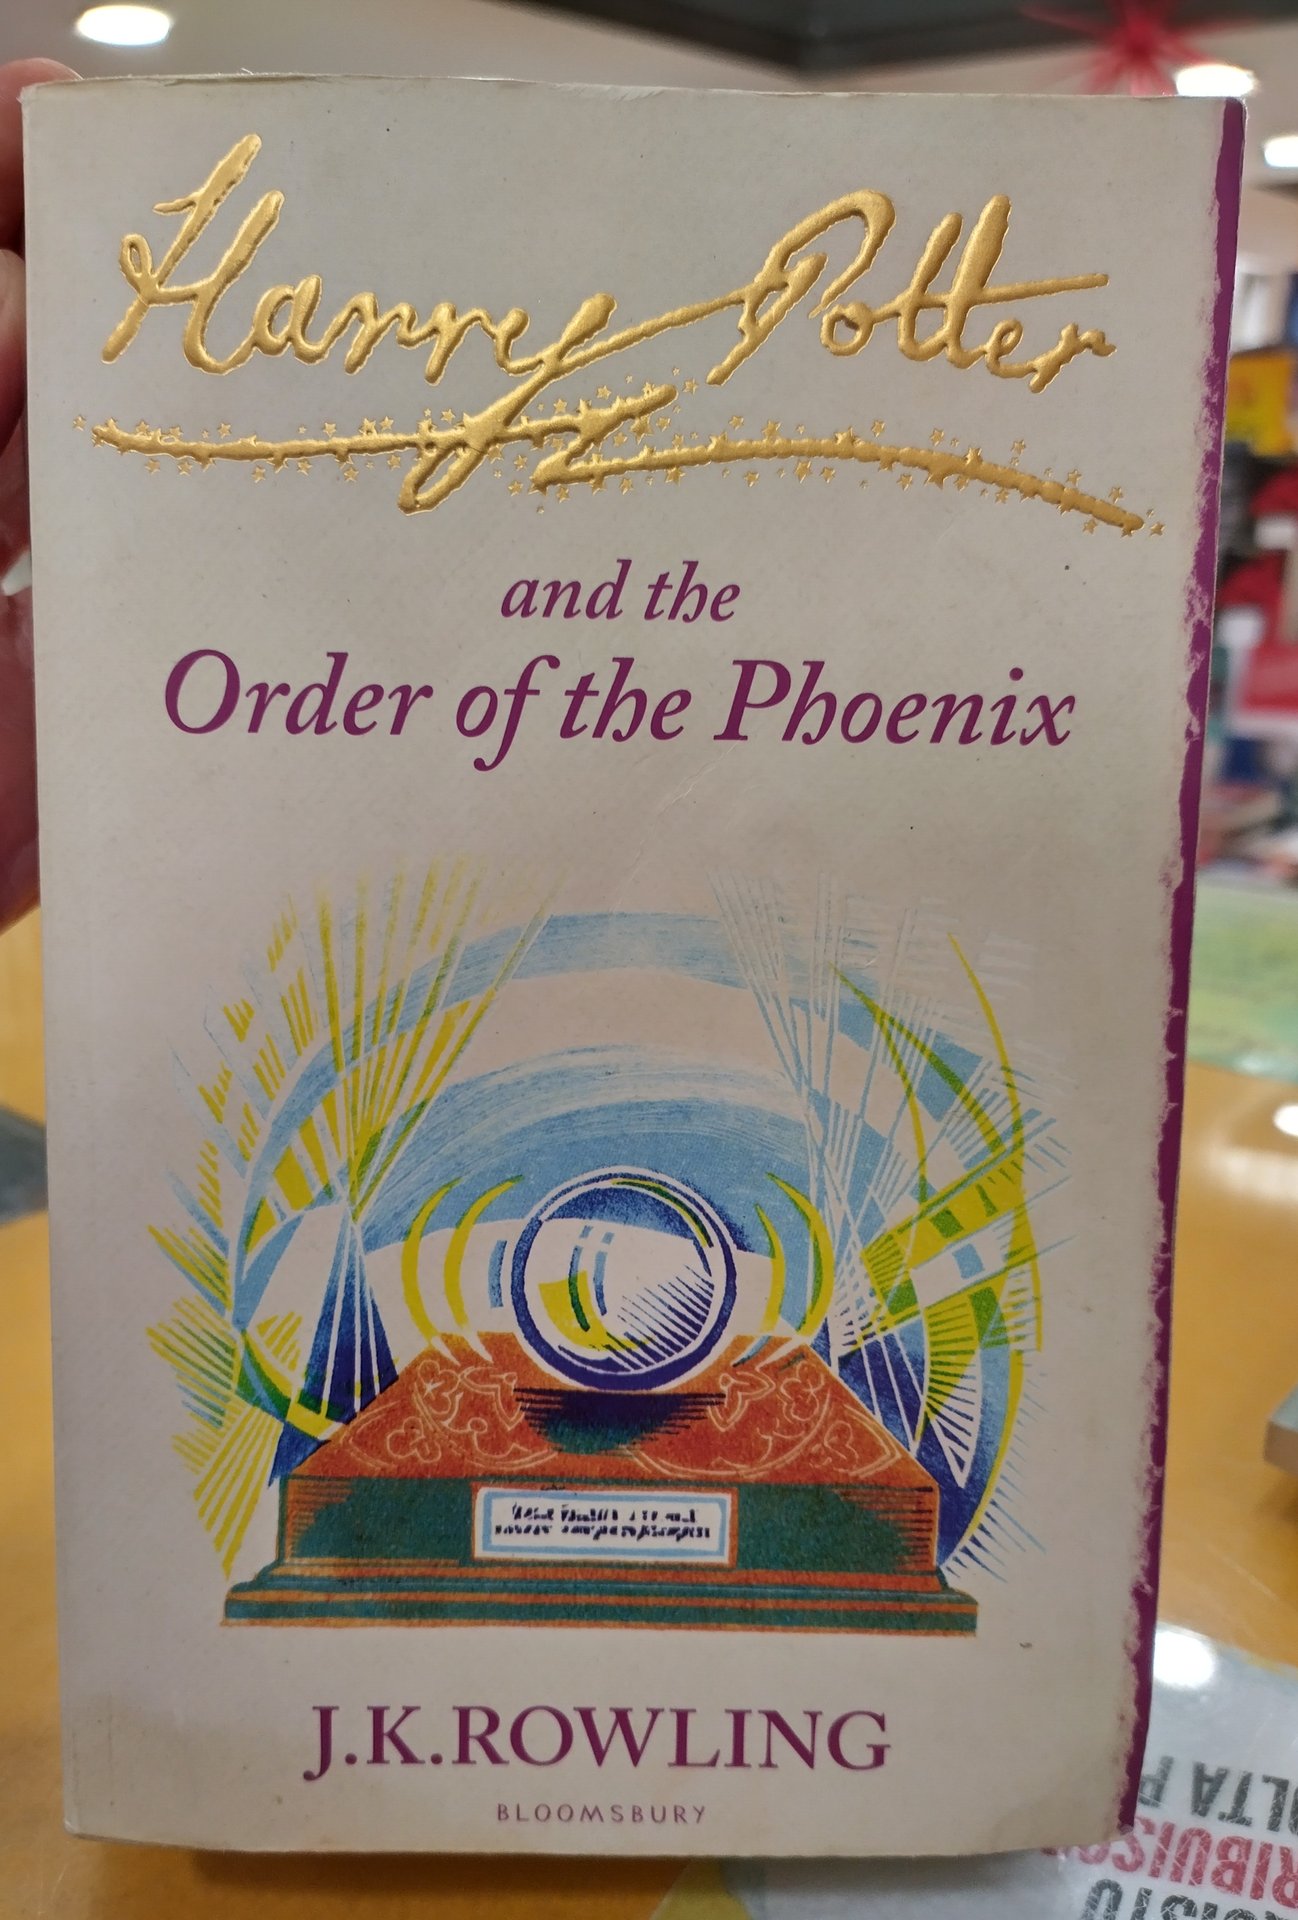 Harry Potter
and the
Order of the Phoenix
J.K.ROWLING
BLOOMSBURY